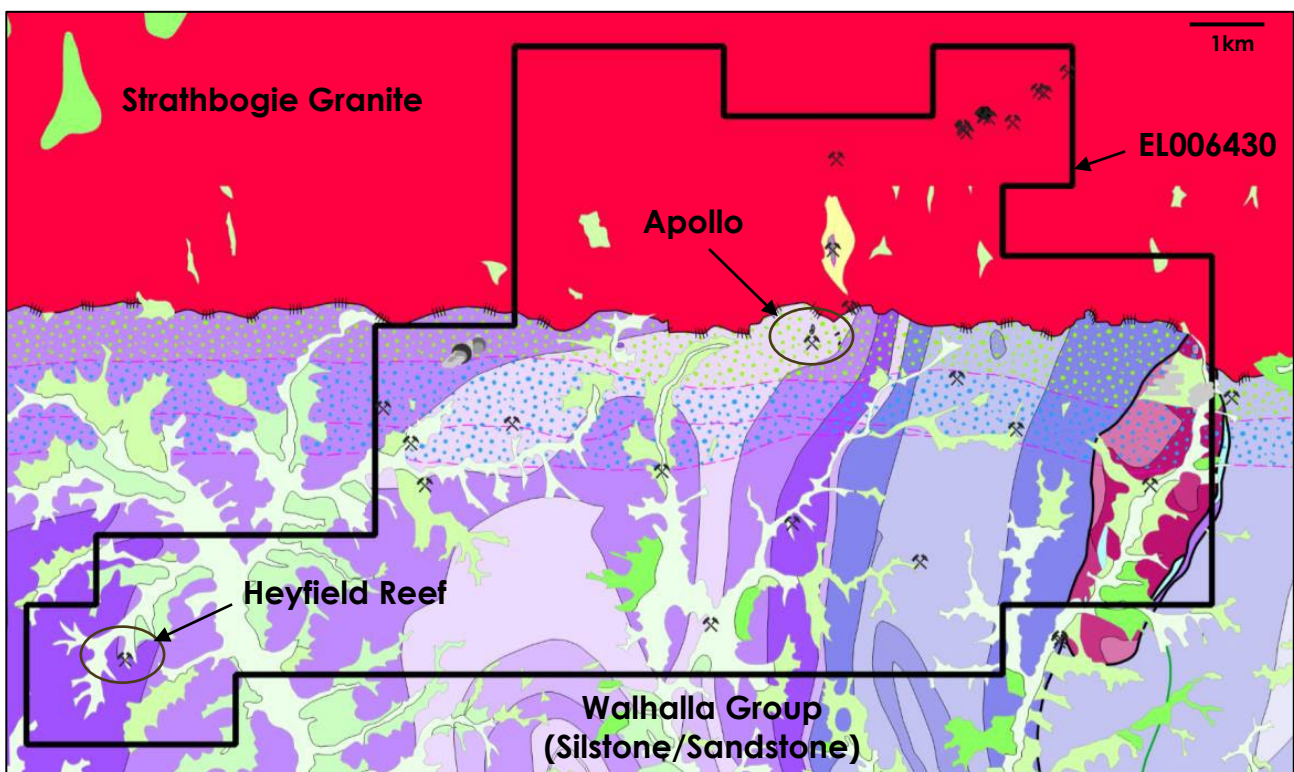 1km
Strathbogie Granite
EL006430
Apollo
Heyfield Reef
Walhalla Group
(Silstone/Sandstone)